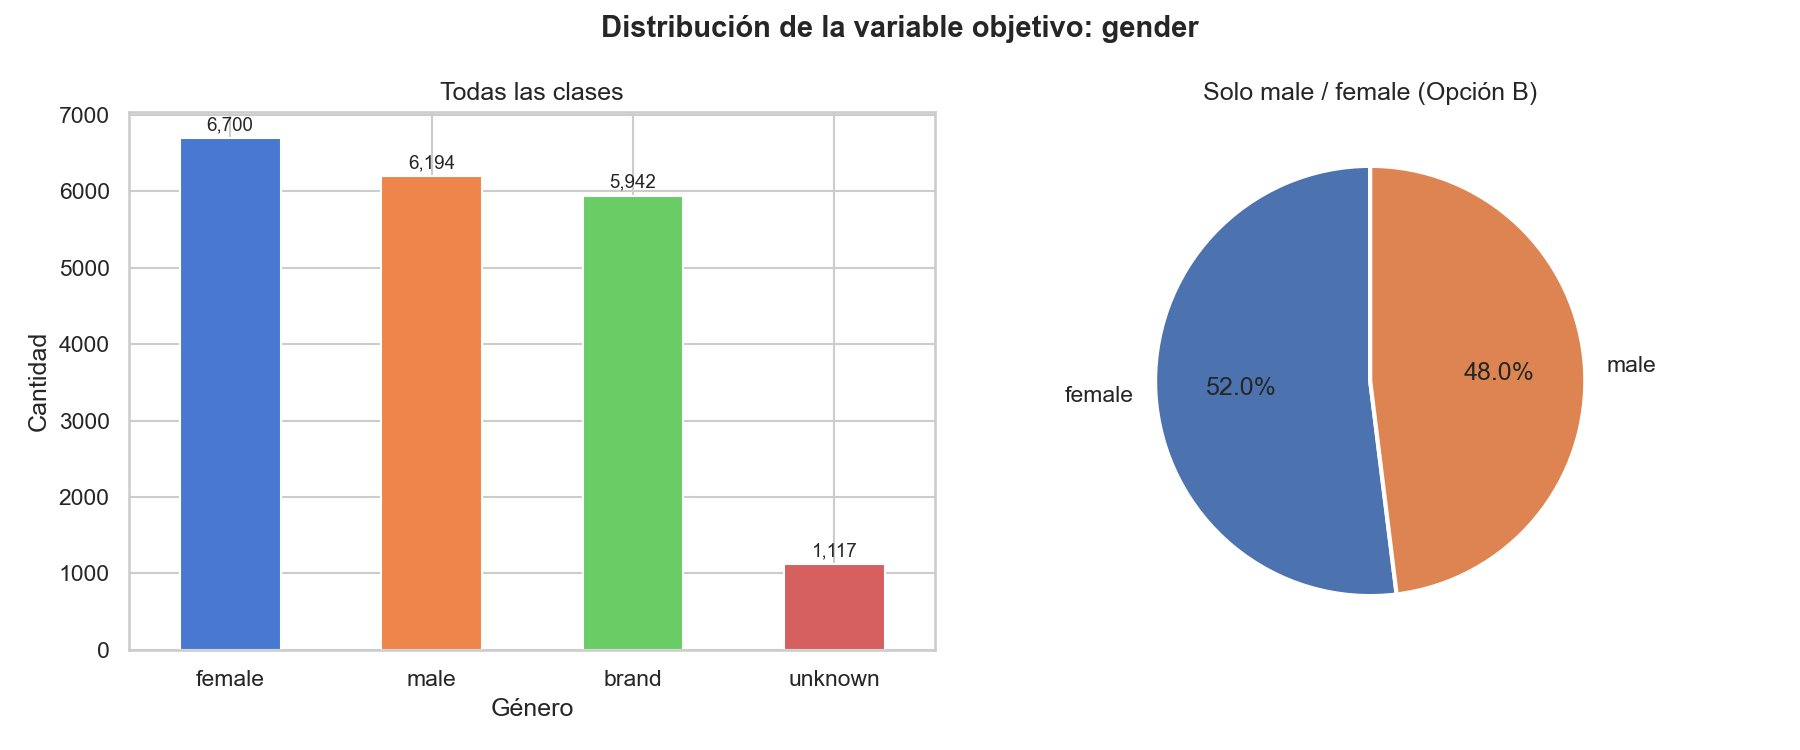 Distribución de la variable objetivo: gender
Todas las clases
7000
6000
5000
4000
3000
2000
1000
0
Cantidad
6,700
6,194
5,942
1,117
female
male
brand
unknown
Género
Solo male / female (Opción B)
female
52.0%
48.0%
male